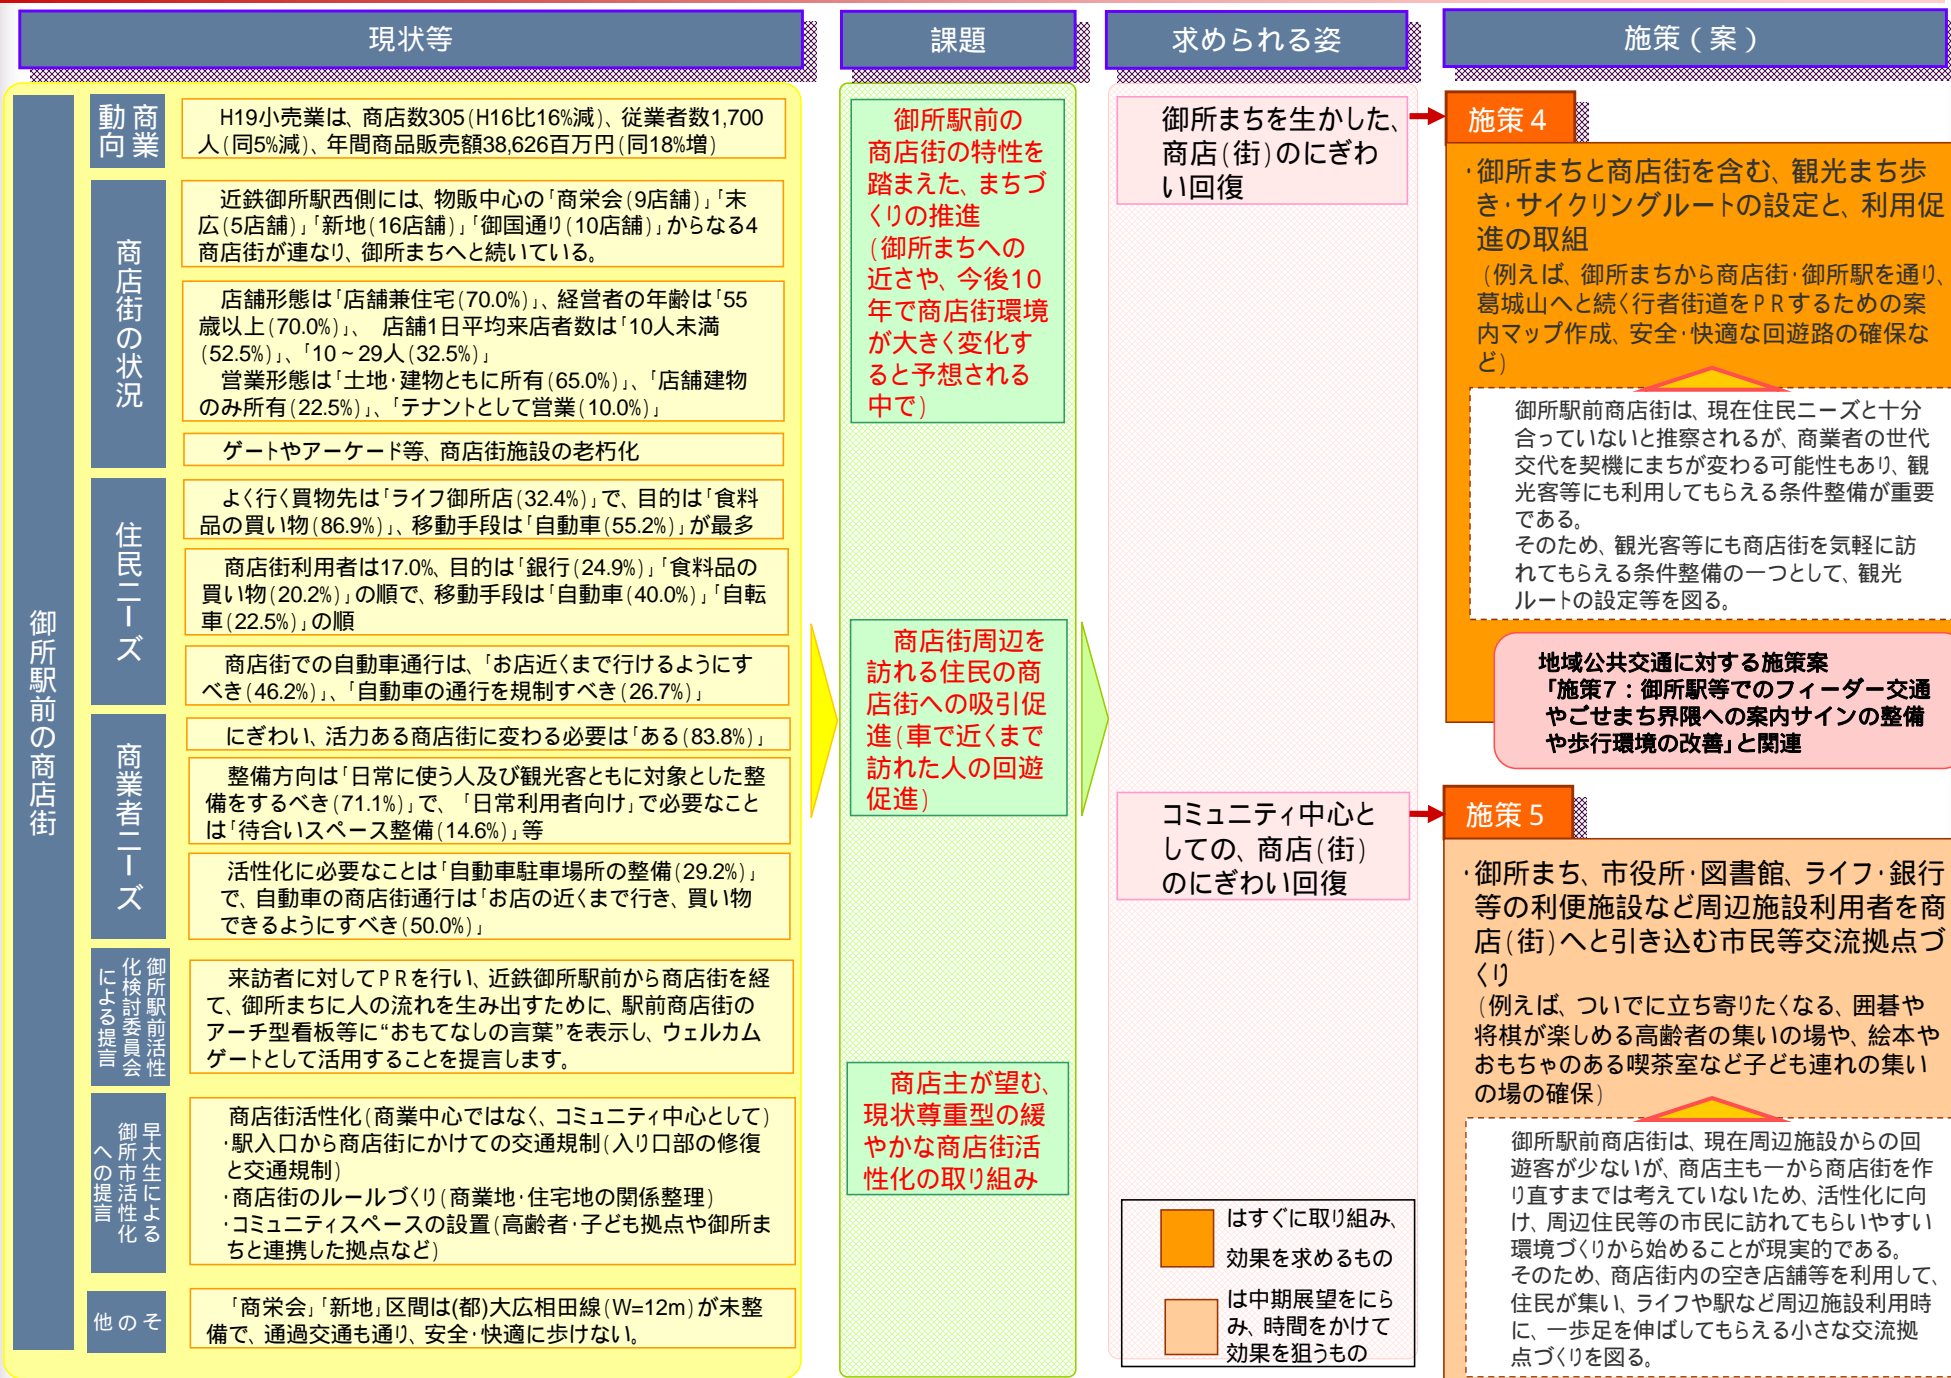 現状等
課題
求められる姿
施策(案)
御所駅前の商店街
商業
動向
H19小売業は、商店数305(H16比16%減)、従業者数1,700
人(同5%減)、年間商品販売額38,626百万円(同18%増)
商店街の状況
近鉄御所駅西側には、物販中心の「商栄会(9店舗)」「末
広(5店舗)」「新地(16店舗)」「御国通り(10店舗)」からなる4
商店街が連なり、御所まちへと続いている。
店舗形態は「店舗兼住宅(70.0%)」、経営者の年齢は「55
歳以上(70.0%)」、 店舗1日平均来店者数は「10人未満
(52.5%)」、「10~29人(32.5%)」
営業形態は「土地・建物ともに所有(65.0%)」、「店舗建物
のみ所有(22.5%)」、「テナントとして営業(10.0%)」
ゲートやアーケード等、商店街施設の老朽化
住民ニーズ
よく行く買物先は「ライフ御所店(32.4%)」で、目的は「食料
品の買い物(86.9%)、移動手段は「自動車(55.2%)」が最多
商店街利用者は17.0%、目的は「銀行(24.9%)」「食料品の
買い物(20.2%)」の順で、移動手段は「自動車(40.0%)」「自転
車(22.5%)」の順
商店街での自動車通行は、「お店近くまで行けるようにす
べき(46.2%)」、「自動車の通行を規制すべき(26.7%)」
商業者ニーズ
にぎわい、活力ある商店街に変わる必要は「ある(83.8%)」
整備方向は「日常に使う人及び観光客ともに対象とした整
備をするべき(71.1%)」で、「日常利用者向け」で必要なこと
は「待合いスペース整備(14.6%)」等
活性化に必要なことは「自動車駐車場所の整備(29.2%)」
で、自動車の商店街通行は「お店の近くまで行き、買い物
できるようにすべき(50.0%)」
御所駅前活性
化検討委員会
による提言
来訪者に対してPRを行い、近鉄御所駅前から商店街を経
て、御所まちに人の流れを生み出すために、駅前商店街の
アーチ型看板等に“おもてなしの言葉”を表示し、ウェルカム
ゲートとして活用することを提言します。
早大生による
御所市活性化
への提言
商店街活性化(商業中心ではなく、コミュニティ中心として)
・駅入口から商店街にかけての交通規制(入り口部の修復
と交通規制)
・商店街のルールづくり(商業地・住宅地の関係整理)
・コミュニティスペースの設置(高齢者・子ども拠点や御所ま
ちと連携した拠点など)
その他
「商栄会」「新地」区間は(都)大広相田線(W=12m)が未整
備で、通過交通も通り、安全・快適に歩けない。
御所駅前の
商店街の特性を
踏まえた、まちづ
くりの推進
(御所まちへの
近さや、今後10
年で商店街環境
が大きく変化す
ると予想される
中で)
商店街周辺を
訪れる住民の商
店街への吸引促
進(車で近くまで
訪れた人の回遊
促進)
商店主が望む、
現状尊重型の緩
やかな商店街活
性化の取り組み
御所まちを生かした、
商店(街)のにぎわ
い回復
コミュニティ中心と
しての、商店(街)
のにぎわい回復
はすぐに取り組み、
効果を求めるもの
は中期展望をにら
み、時間をかけて
効果を狙うもの
施策4
・御所まちと商店街を含む、観光まち歩
き・サイクリングルートの設定と、利用促
進の取組
(例えば、御所まちから商店街・御所駅を通り、
葛城山へと続く行者街道をPRするための案
内マップ作成、安全・快適な回遊路の確保な
ど)
御所駅前商店街は、現在住民ニーズと十分
合っていないと推察されるが、商業者の世代
交代を契機にまちが変わる可能性もあり、観
光客等にも利用してもらえる条件整備が重要
である。
そのため、観光客等にも商店街を気軽に訪
れてもらえる条件整備の一つとして、観光
ルートの設定等を図る。
地域公共交通に対する施策案
「施策7:御所駅等でのフィーダー交通
やごせまち界隈への案内サインの整備
や歩行環境の改善」と関連
施策5
・御所まち、市役所・図書館、ライフ・銀行
等の利便施設など周辺施設利用者を商
店(街)へと引き込む市民等交流拠点づ
くり
(例えば、ついでに立ち寄りたくなる、囲碁や
将棋が楽しめる高齢者の集いの場や、絵本や
おもちゃのある喫茶室など子ども連れの集い
の場の確保)
御所駅前商店街は、現在周辺施設からの回
遊客が少ないが、商店主も一から商店街を作
り直すまでは考えていないため、活性化に向
け、周辺住民等の市民に訪れてもらいやすい
環境づくりから始めることが現実的である。
そのため、商店街内の空き店舗等を利用して、
住民が集い、ライフや駅など周辺施設利用時
に、一歩足を伸ばしてもらえる小さな交流拠
点づくりを図る。